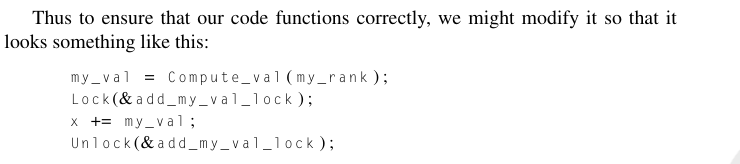 Thus to ensure that our code functions correctly, we might modify it so that it
looks something like this:
my_val = Compute_val(my_rank);
Lock(&add_my_val_lock);
x += my_val;
Unlock(&add_my_val_lock);